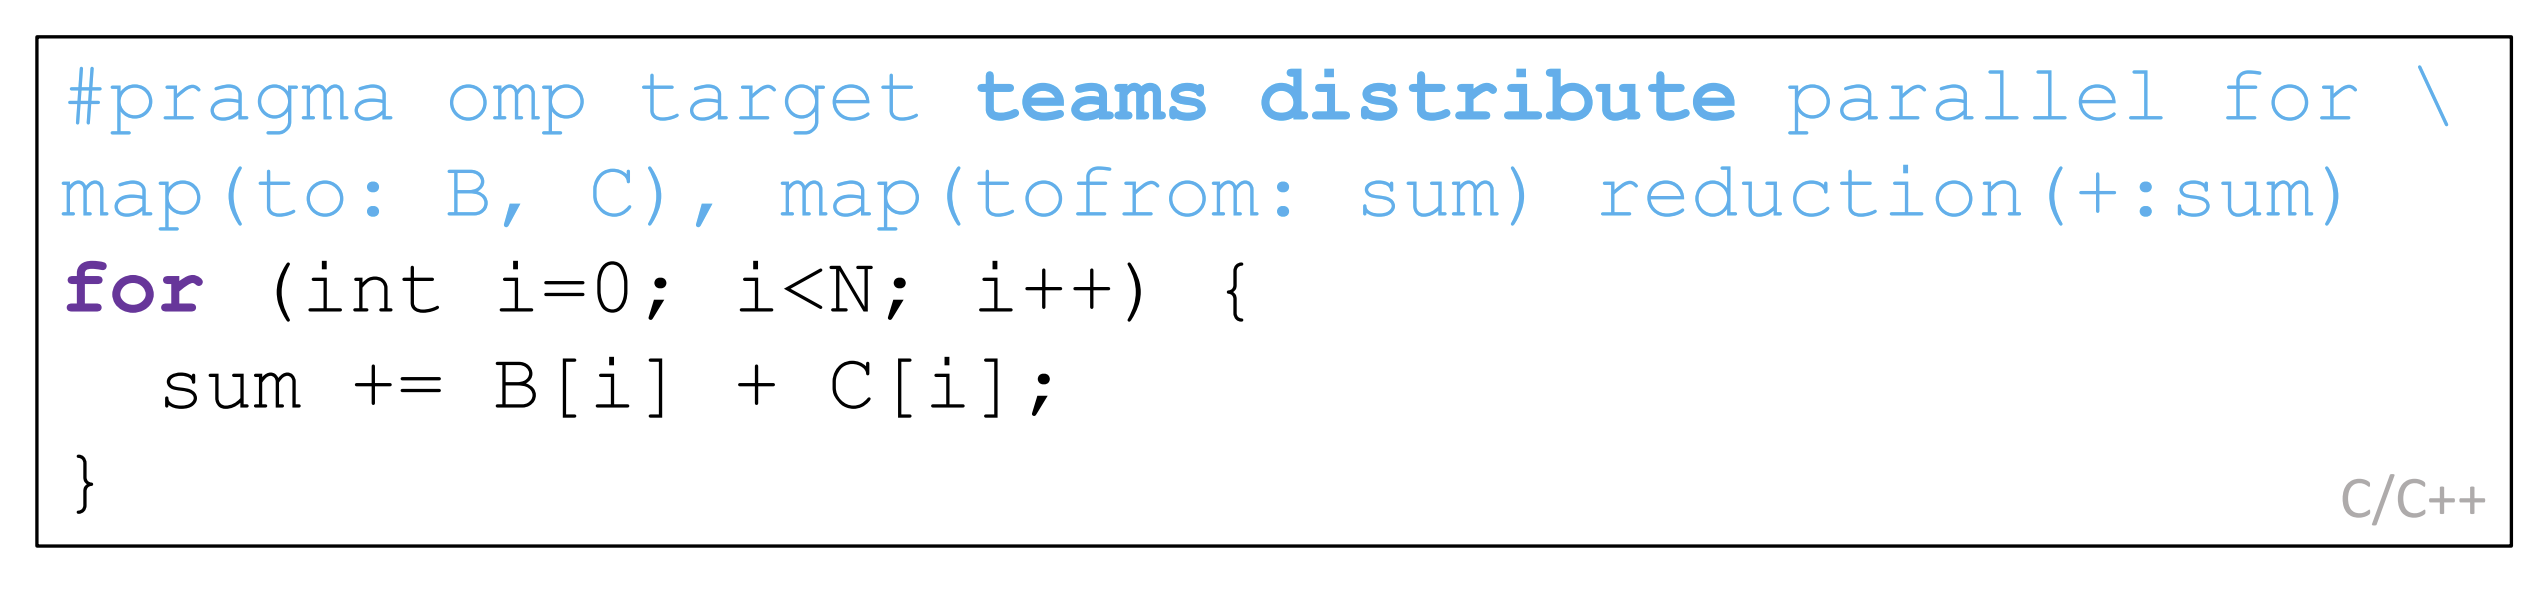 #pragma omp target teams distribute parallel for \
map(to: B, C), map(tofrom: sum) reduction(+:sum)
for (int i=0; i<N; i++) {
  sum += B[i] + C[i];
}
C/C++